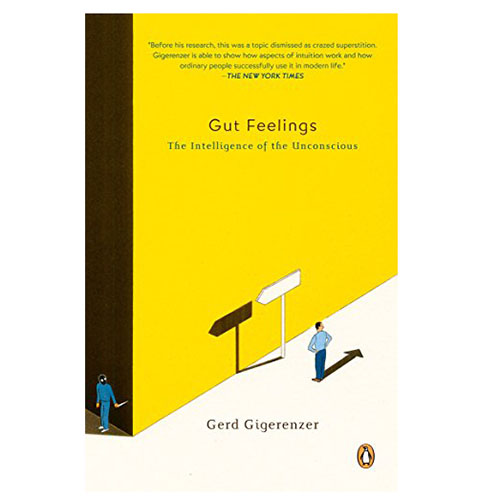 "Before his research, this was a topic dismissed as crazed superstition.
Gigerenzer is able to show how aspects of intuition work and how
ordinary people successfully use it in modern life."
—THE NEW YORK TIMES
Gut Feelings
The Intelligence of the Unconscious
Gerd Gigerenzer